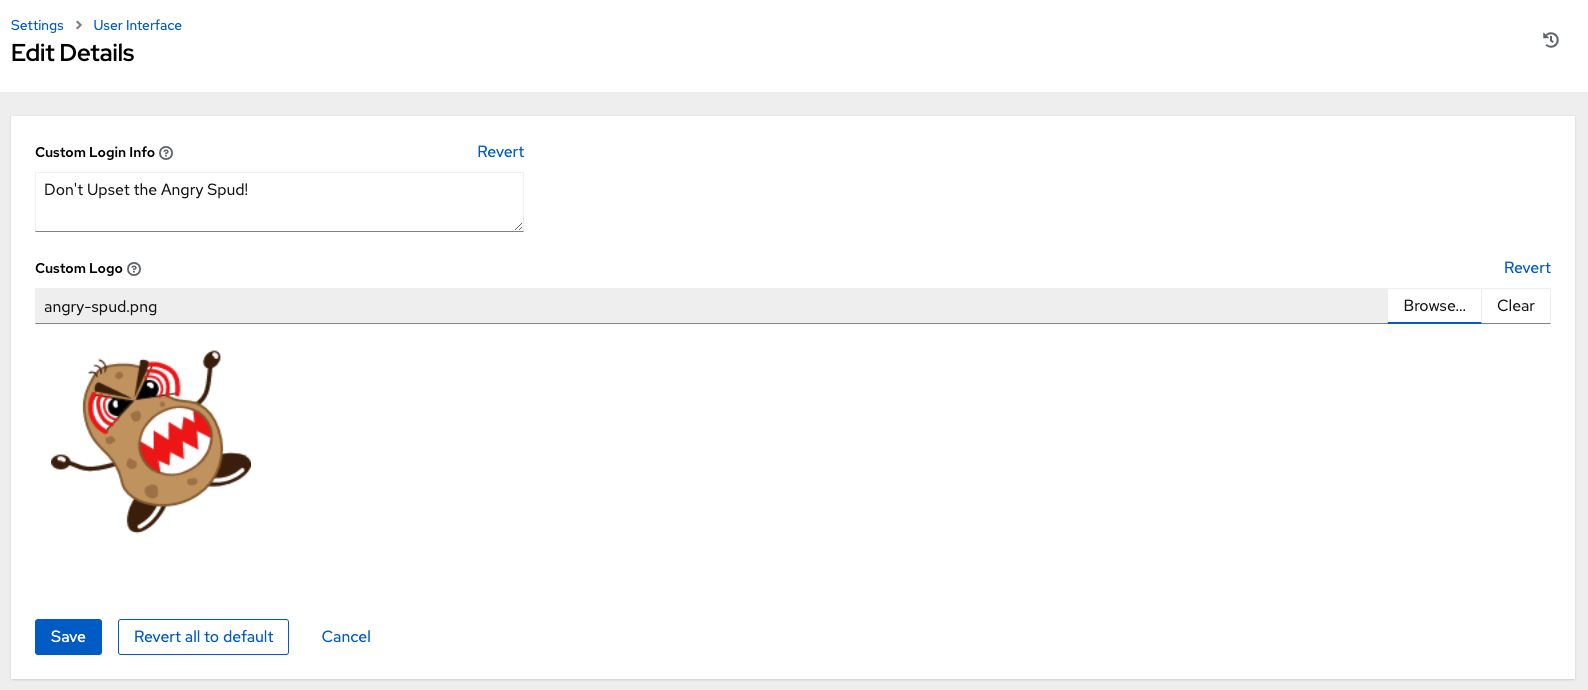 Settings > User Interface
Edit Details
Custom Login Info
Revert
Don't Upset the Angry Spud!
Custom Logo
Revert
angry-spud.png
Browse...
Clear
Save
Revert all to default
Cancel